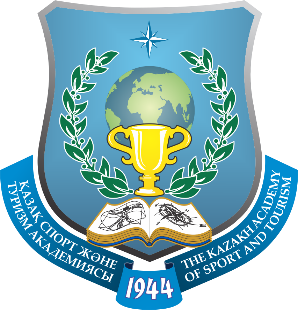 ҚАЗАҚ СПОРТ ЖӘНЕ
ТУРИЗМ АКАДЕМИЯСЫ
1944
THE KAZAKH ACADEMY
OF SPORT AND TOURISM